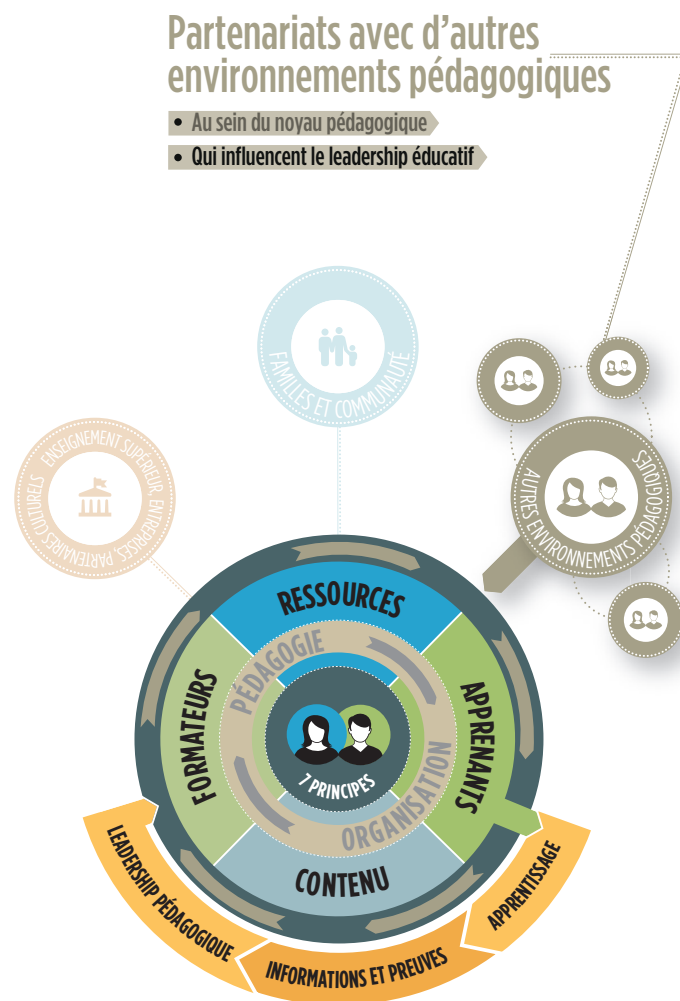 Partenariats avec d'autres
environnements pédagogiques
• Au sein du noyau pédagogique
• Qui influencent le leadership éducatif
FAMILLES ET COMMUNAUTÉ
ENSEIGNEMENT SUPÉRIEUR, ENTREPRISES, PARTENAIRES CULTURELS
AUTRES ENVIRONNEMENTS PÉDAGOGIQUES
RESSOURCES
PÉDAGOGIE
FORMATEURS
APPRENANTS
7 PRINCIPES
ORGANISATION
CONTENU
LEADERSHIP PÉDAGOGIQUE
INFORMATIONS ET PREUVES
APPRENTISSAGE